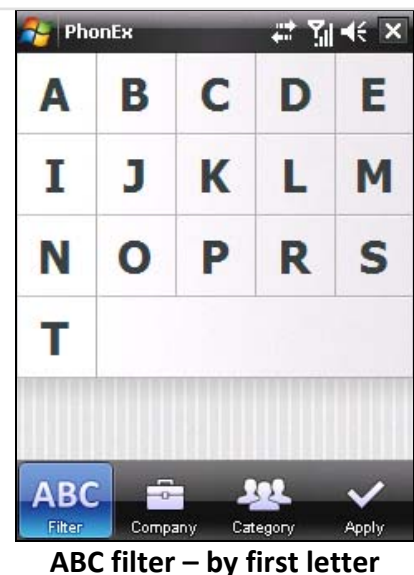 PhonEx
A B C D E
I J K L M
N O P R S
T
ABC
Filter Company Category Apply
ABC filter – by first letter